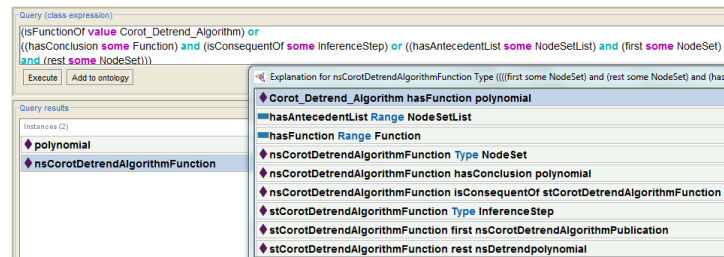 Query (class expression)
(isFunctionOf value Corot_Detrend_Algorithm) or
((hasConclusion some Function) and (isConsequentOf some InferenceStep) or ((hasAntecedentList some NodeSetList) and (first some NodeSet)
and (rest some NodeSet)))
Execute Add to ontology
Explanation for nsCorotDetrendAlgorithmFunction Type ((((first some NodeSet) and (rest some NodeSet) and (has
Query results
Instances (2)
polynomial
nsCorotDetrendAlgorithmFunction
Corot_Detrend_Algorithm hasFunction polynomial
hasAntecedentList Range NodeSetList
hasFunction Range Function
nsCorotDetrendAlgorithmFunction Type NodeSet
nsCorotDetrendAlgorithmFunction hasConclusion polynomial
nsCorotDetrendAlgorithmFunction isConsequentOf stCorotDetrendAlgorithmFunction
stCorotDetrendAlgorithmFunction Type InferenceStep
stCorotDetrendAlgorithmFunction first nsCorotDetrendAlgorithmPublication
stCorotDetrendAlgorithmFunction rest nsDetrendpolynomial